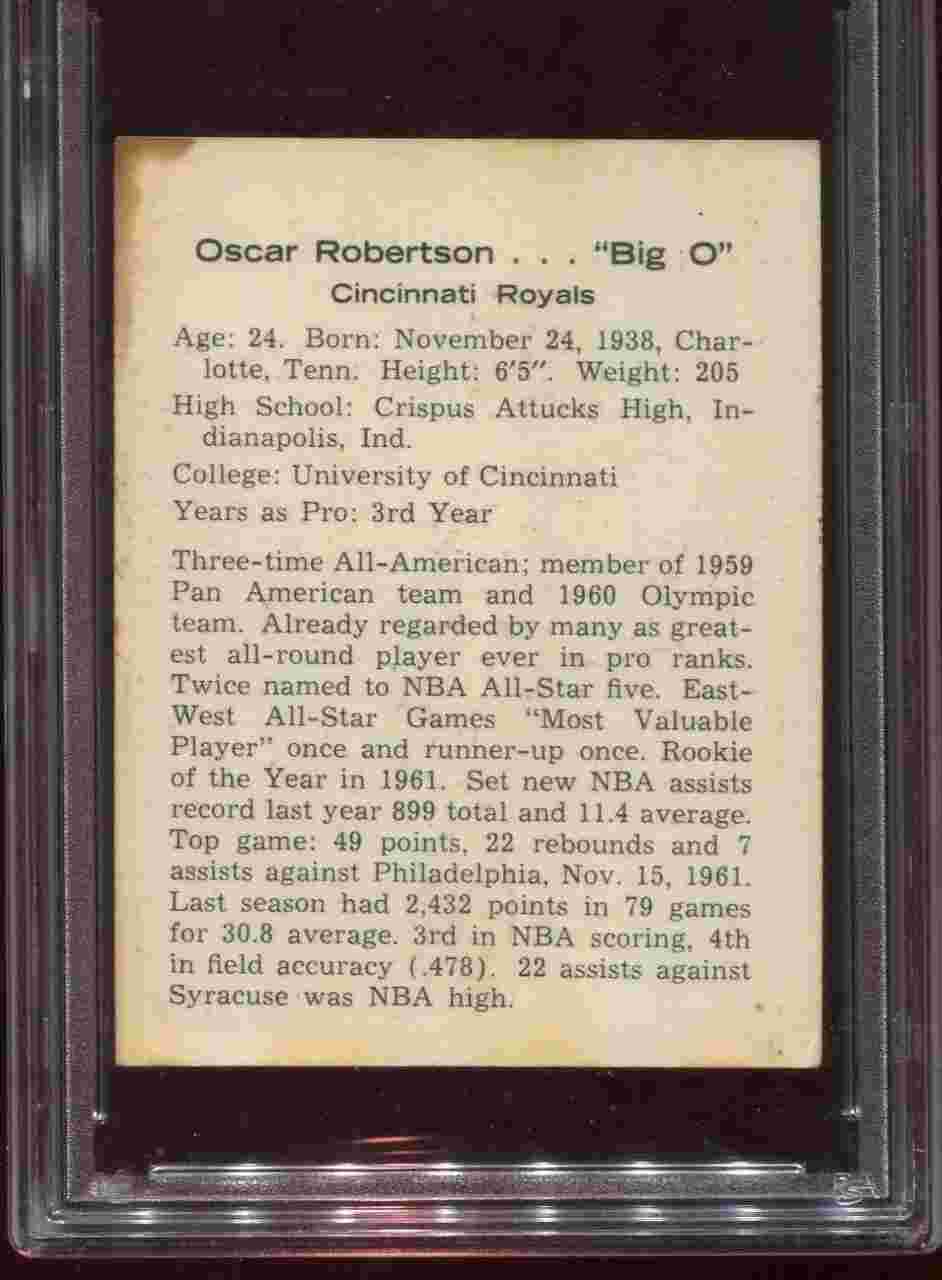 Oscar Robertson . . . “Big O”
Cincinnati Royals
Age: 24. Born: November 24, 1938, Char-
lotte, Tenn. Height: 6′5″. Weight: 205
High School: Crispus Attucks High, In-
dianapolis, Ind.
College: University of Cincinnati
Years as Pro: 3rd Year
Three-time All-American; member of 1959
Pan American team and 1960 Olympic
team. Already regarded by many as great-
est all-round player ever in pro ranks.
Twice named to NBA All-Star five. East-
West All-Star Games “Most Valuable
Player” once and runner-up once. Rookie
of the Year in 1961. Set new NBA assists
record last year 899 total and 11.4 average.
Top game: 49 points, 22 rebounds and 7
assists against Philadelphia, Nov. 15, 1961.
Last season had 2,432 points in 79 games
for 30.8 average. 3rd in NBA scoring, 4th
in field accuracy (.478). 22 assists against
Syracuse was NBA high.
PSA